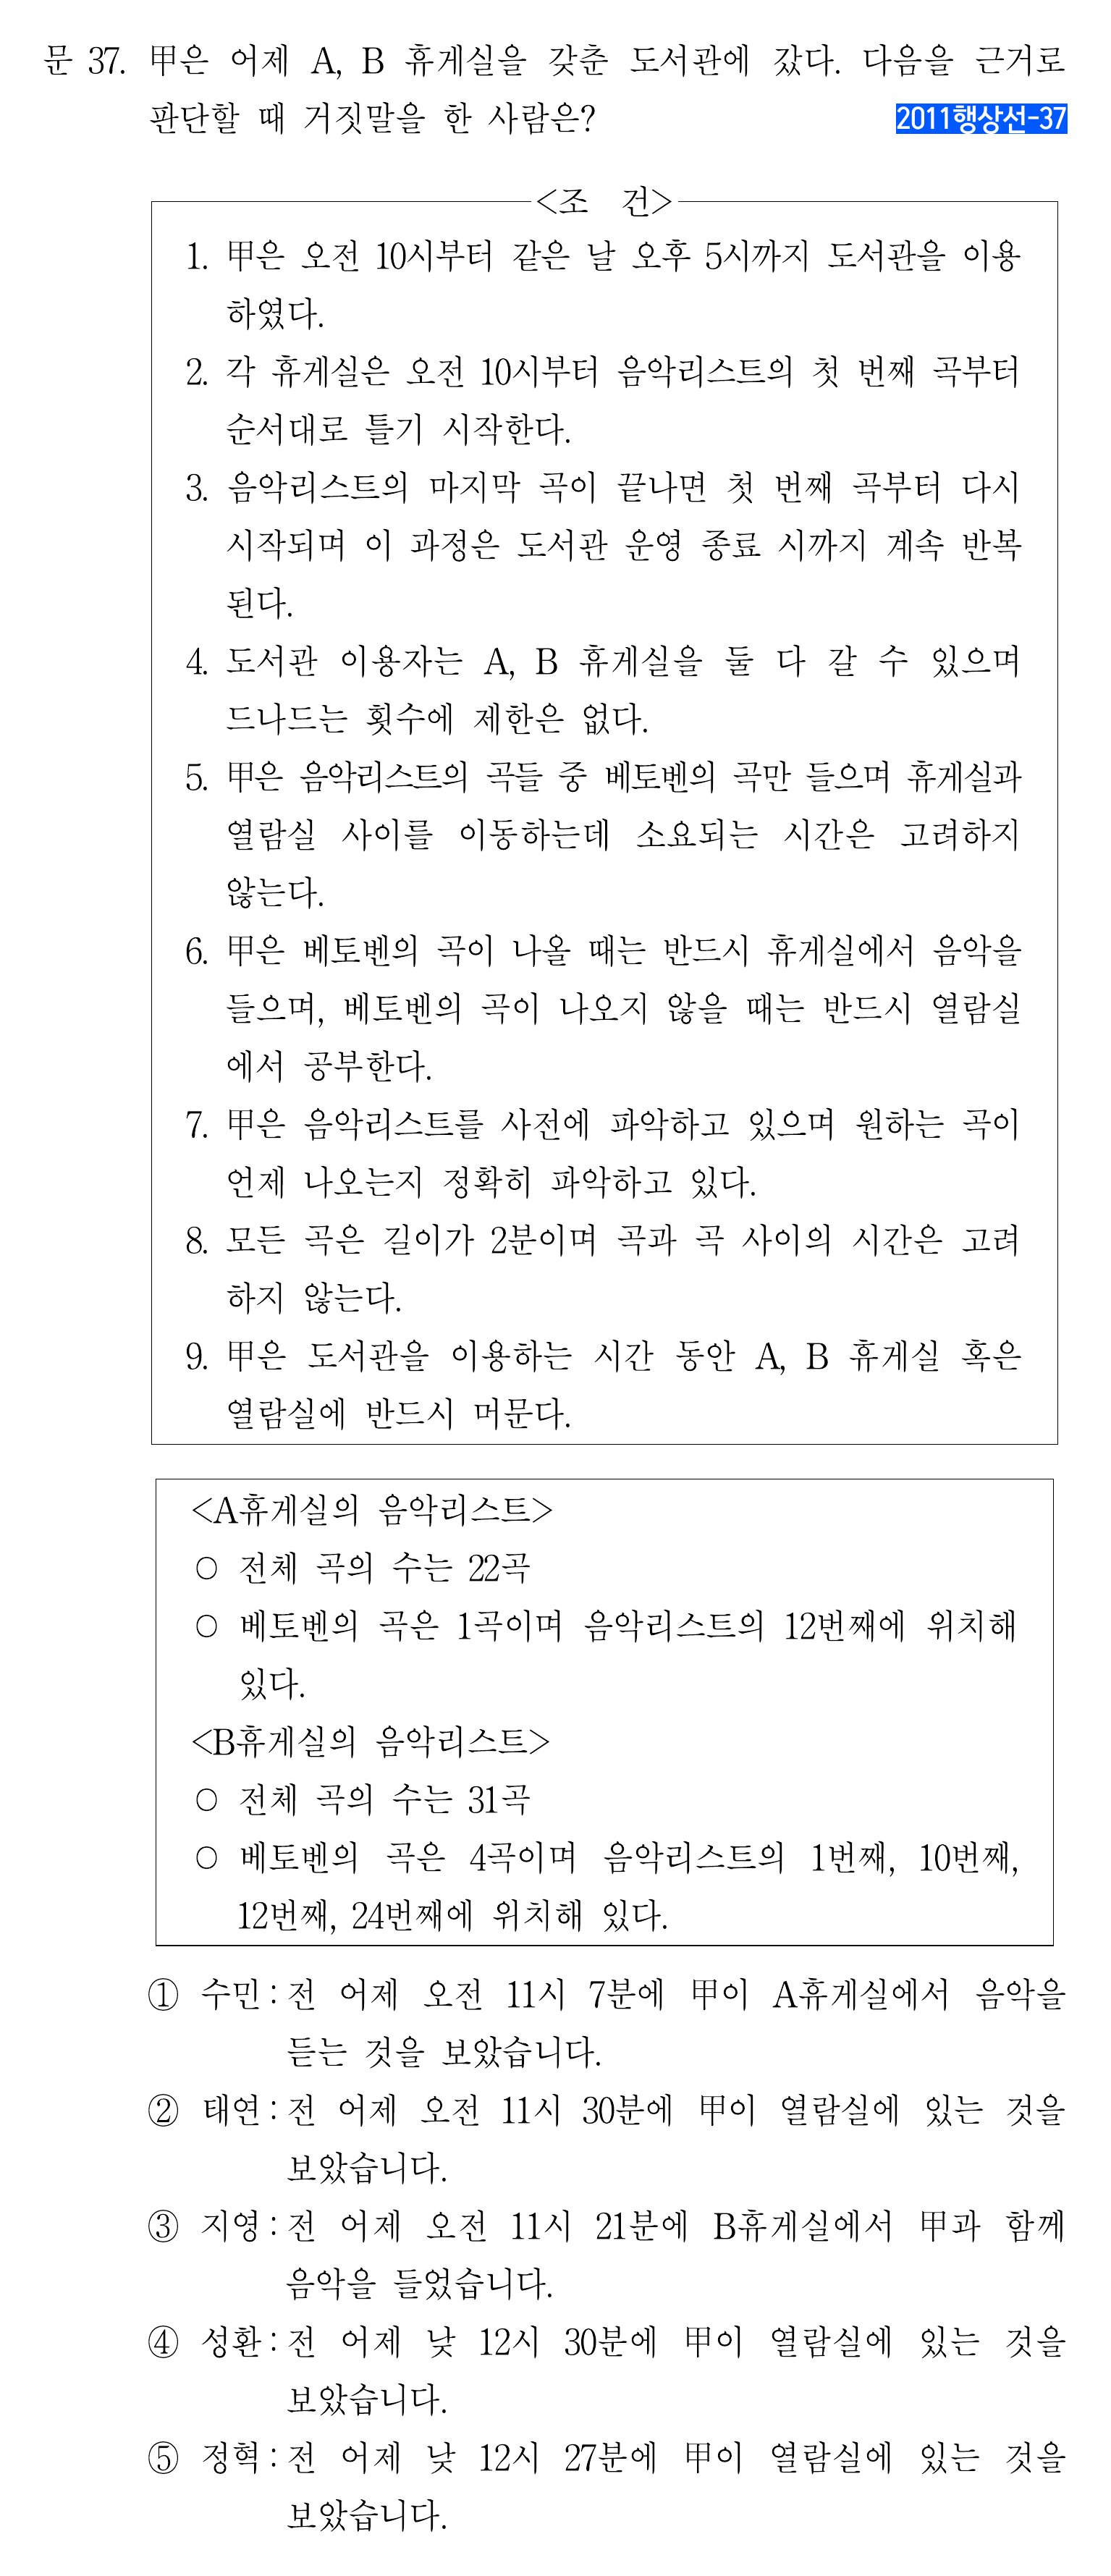 문 37. 甲은 어제 A, B 휴게실을 갖춘 도서관에 갔다. 다음을 근거로
판단할 때 거짓말을 한 사람은?
2011행상선-37
<조 건>
1. 甲은 오전 10시부터 같은 날 오후 5시까지 도서관을 이용
하였다.
2. 각 휴게실은 오전 10시부터 음악리스트의 첫 번째 곡부터
순서대로 틀기 시작한다.
3. 음악리스트의 마지막 곡이 끝나면 첫 번째 곡부터 다시
시작되며 이 과정은 도서관 운영 종료 시까지 계속 반복
된다.
4. 도서관 이용자는 A, B 휴게실을 둘 다 갈 수 있으며
드나드는 횟수에 제한은 없다.
5. 甲은 음악리스트의 곡들 중 베토벤의 곡만 들으며 휴게실과
열람실 사이를 이동하는데 소요되는 시간은 고려하지
않는다.
6. 甲은 베토벤의 곡이 나올 때는 반드시 휴게실에서 음악을
들으며, 베토벤의 곡이 나오지 않을 때는 반드시 열람실
에서 공부한다.
7. 甲은 음악리스트를 사전에 파악하고 있으며 원하는 곡이
언제 나오는지 정확히 파악하고 있다.
8. 모든 곡은 길이가 2분이며 곡과 곡 사이의 시간은 고려
하지 않는다.
9. 甲은 도서관을 이용하는 시간 동안 A, B 휴게실 혹은
열람실에 반드시 머문다.
<A휴게실의 음악리스트>
○ 전체 곡의 수는 22곡
○ 베토벤의 곡은 1곡이며 음악리스트의 12번째에 위치해
있다.
<B휴게실의 음악리스트>
○ 전체 곡의 수는 31곡
○ 베토벤의 곡은 4곡이며 음악리스트의 1번째, 10번째,
12번째, 24번째에 위치해 있다.
① 수민 : 전 어제 오전 11시 7분에 甲이 A휴게실에서 음악을
듣는 것을 보았습니다.
② 태연 : 전 어제 오전 11시 30분에 甲이 열람실에 있는 것을
보았습니다.
③ 지영 : 전 어제 오전 11시 21분에 B휴게실에서 甲과 함께
음악을 들었습니다.
④ 성환 : 전 어제 낮 12시 30분에 甲이 열람실에 있는 것을
보았습니다.
⑤ 정혁 : 전 어제 낮 12시 27분에 甲이 열람실에 있는 것을
보았습니다.